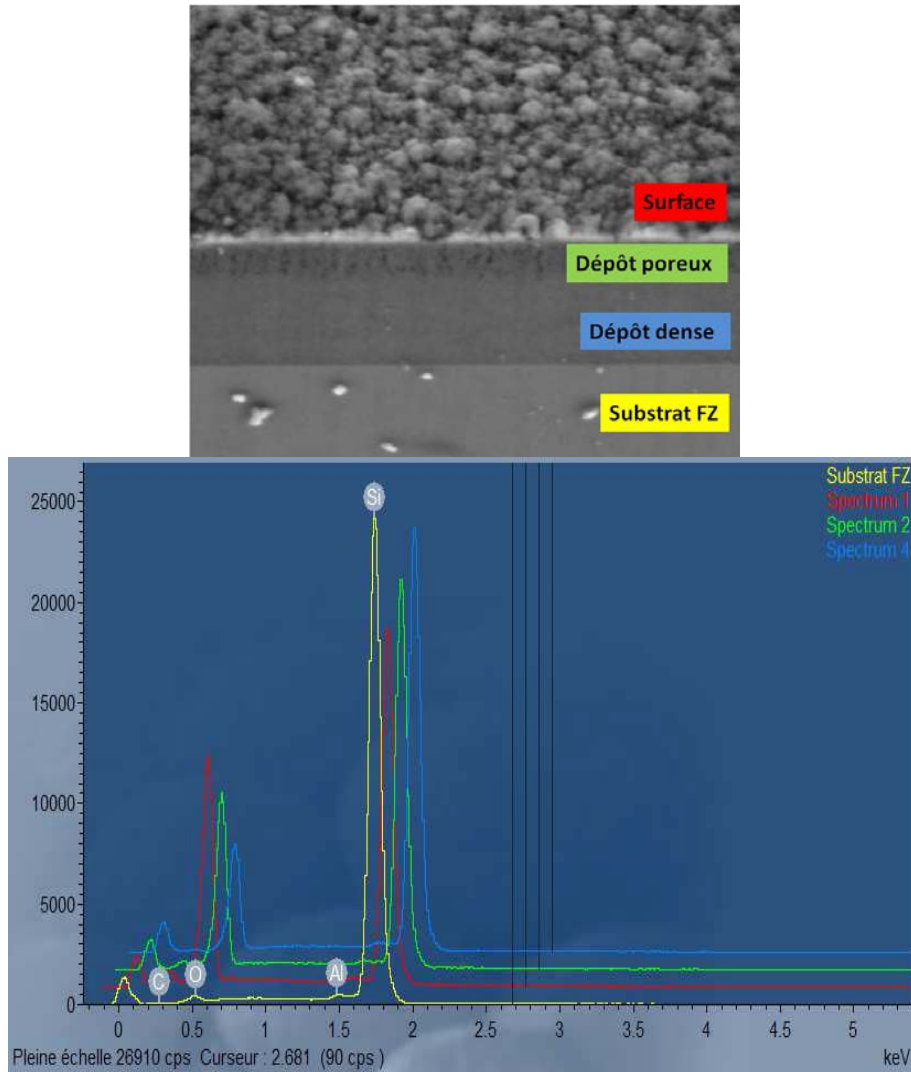 Surface
Dépôt poreux
Dépôt dense
Substrat FZ
Substrat FZ
Spectrum 1
Spectrum 2
Spectrum 4
25000
20000
15000
10000
5000
0
Si
C
O
Al
0 0.5 1 1.5 2 2.5 3 3.5 4 4.5 5
Pleine échelle 26910 cps Curseur : 2.681 (90 cps ) keV